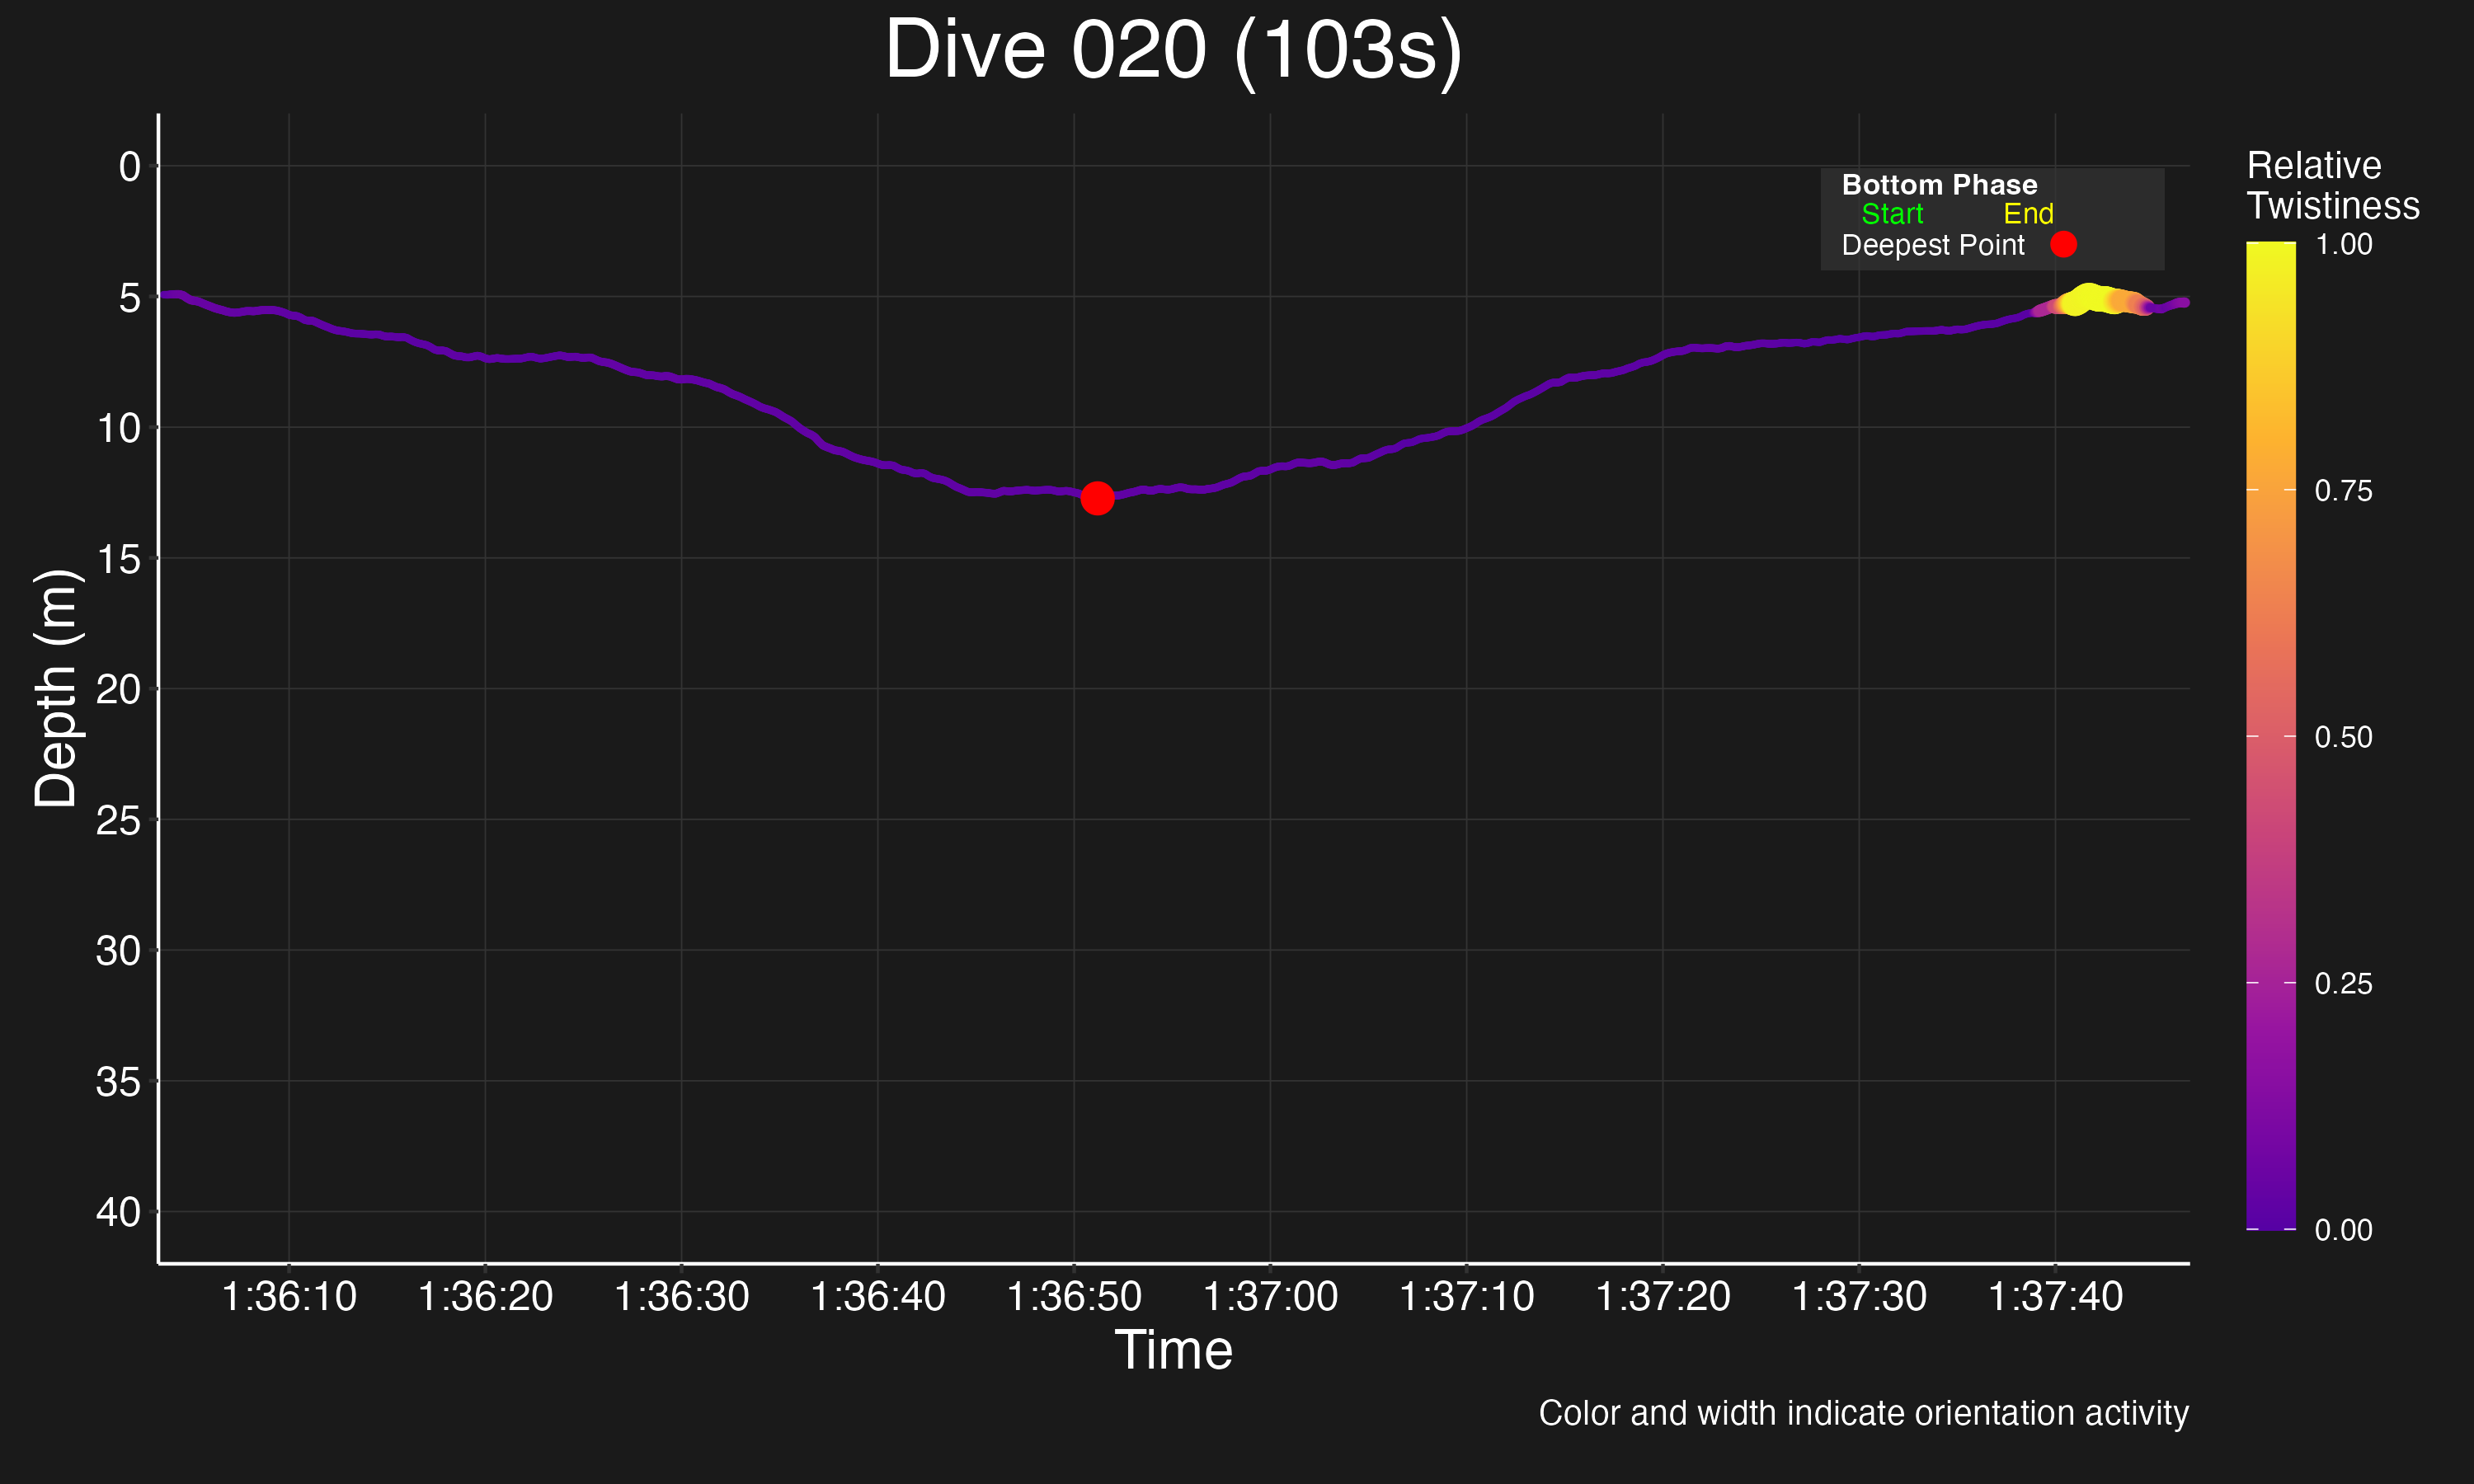 Dive 020 (103s)
Depth (m)
0
5
10
15
20
25
30
35
40
Bottom Phase
Start End
Deepest Point
Relative
Twistiness
1.00
0.75
0.50
0.25
0.00
1:36:10 1:36:20 1:36:30 1:36:40 1:36:50 1:37:00 1:37:10 1:37:20 1:37:30 1:37:40
Time
Color and width indicate orientation activity